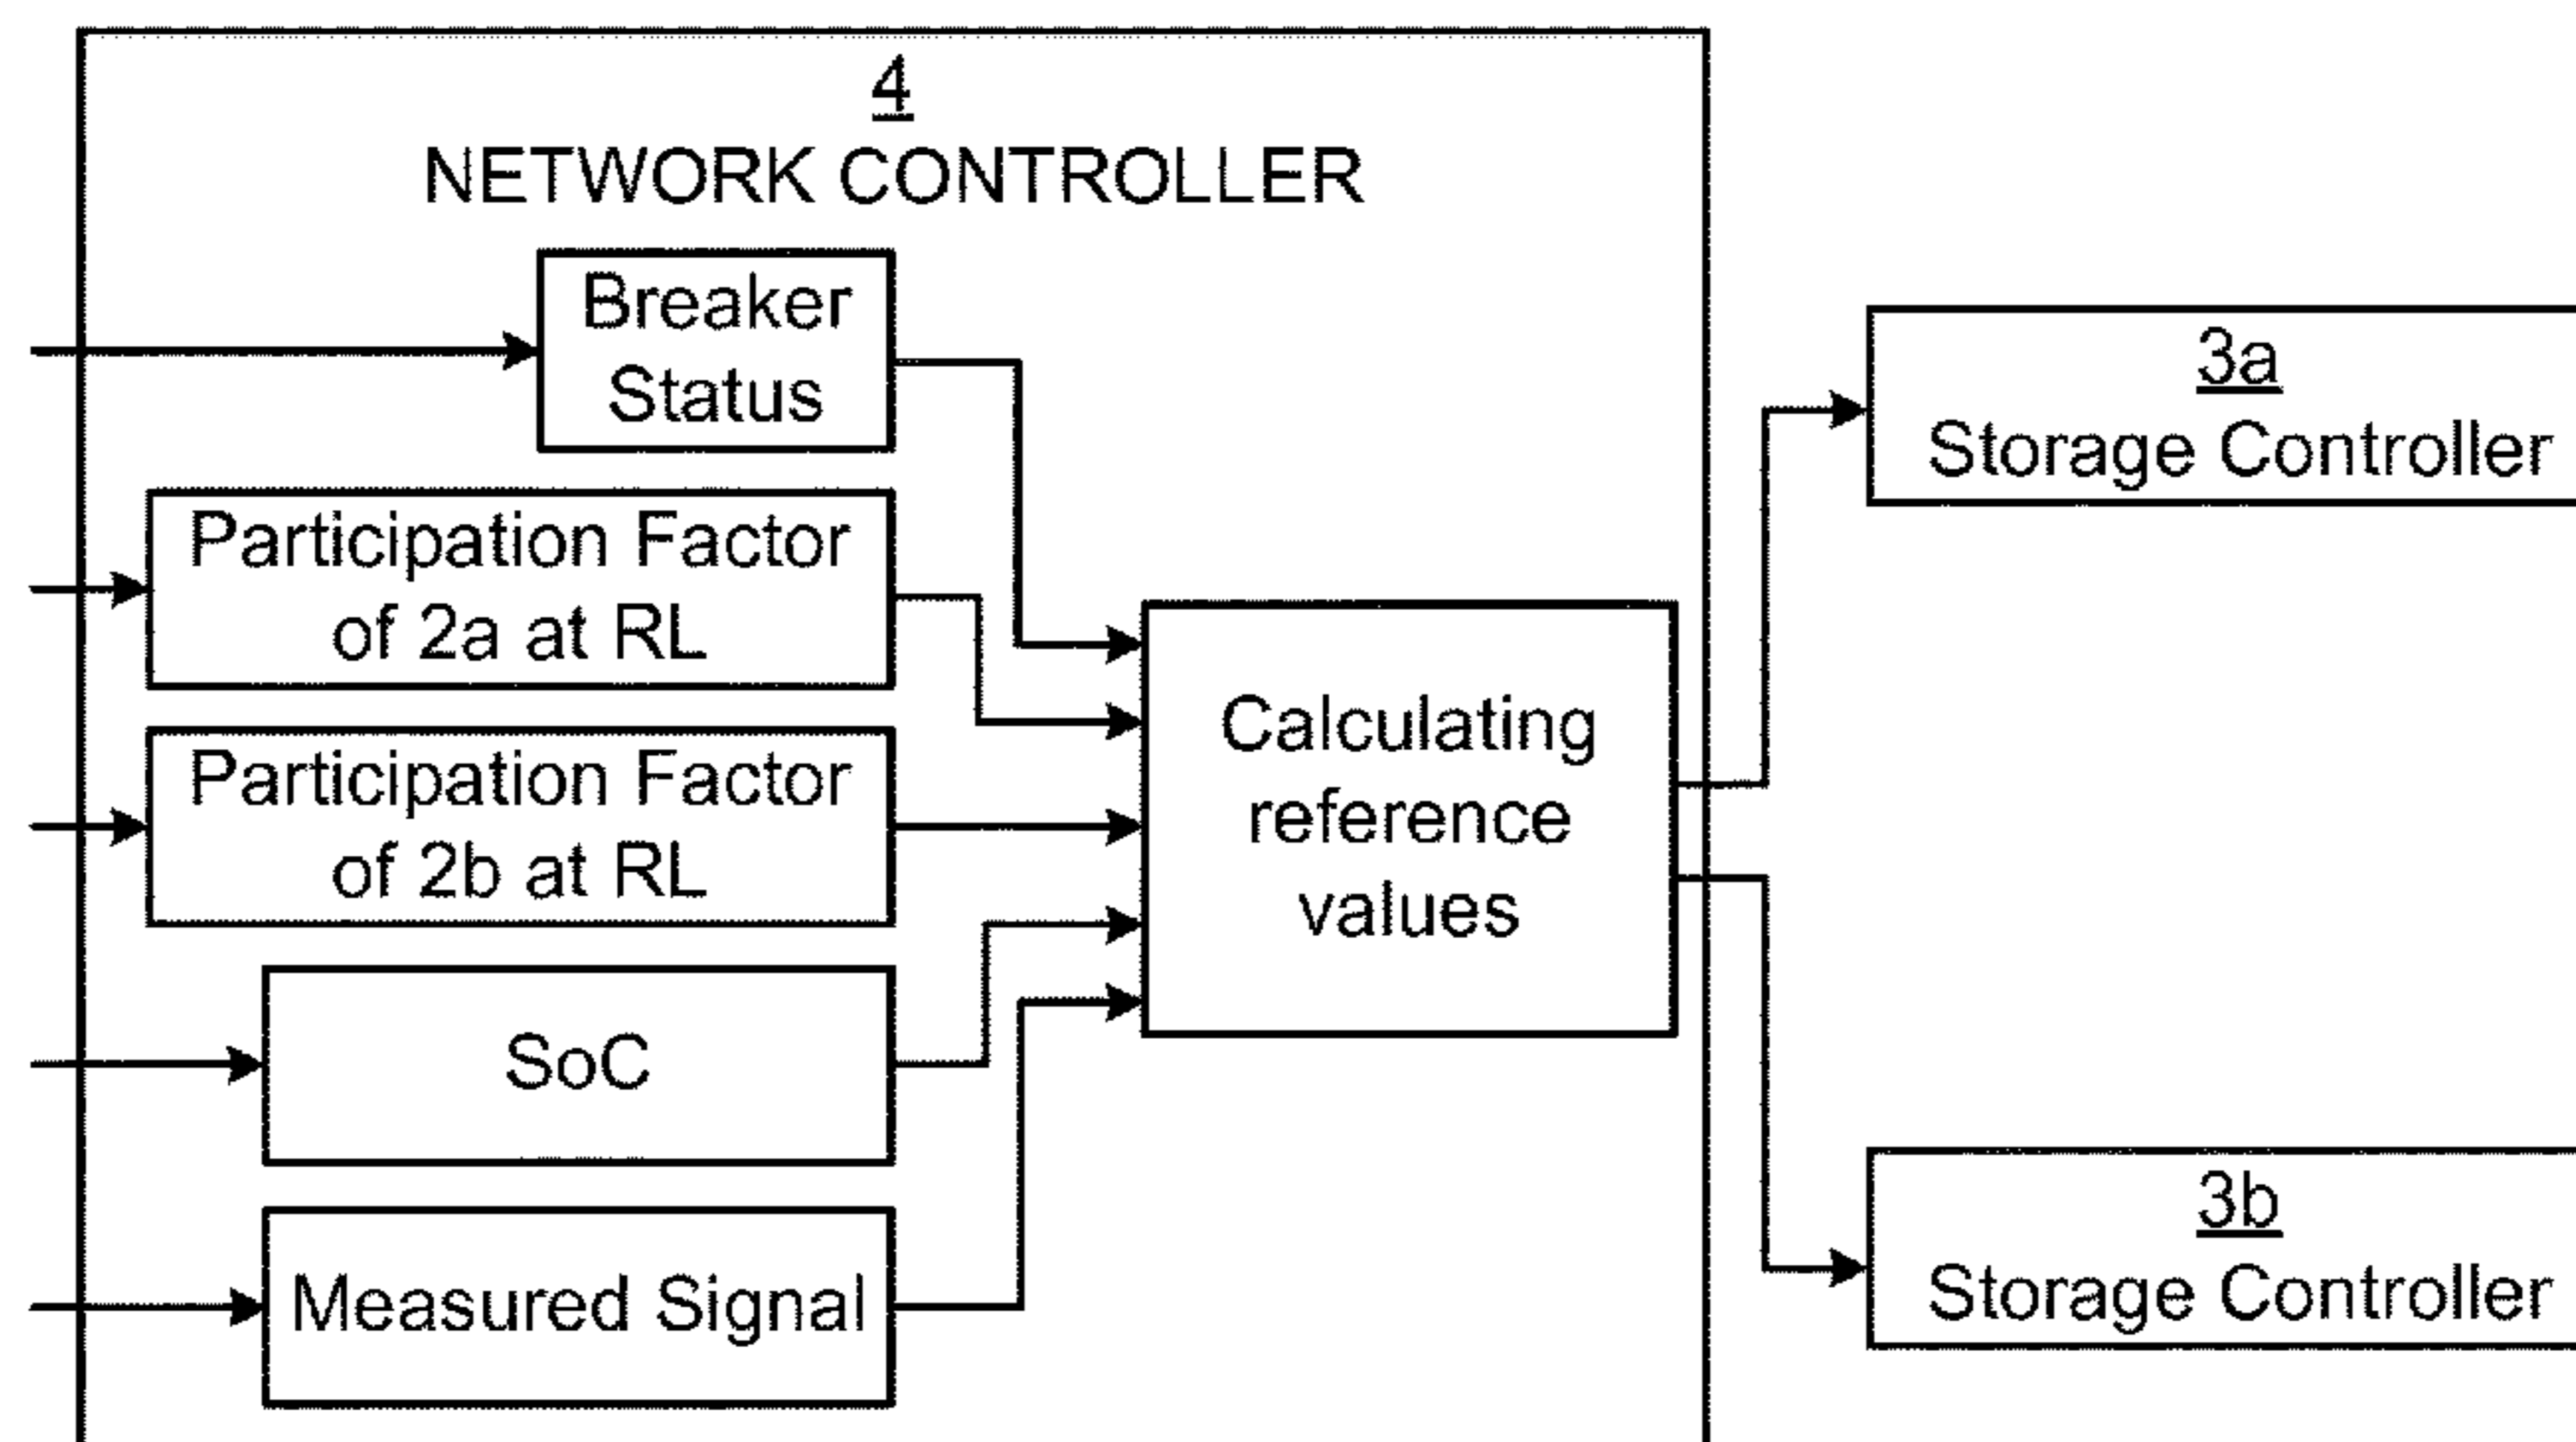 4
NETWORK CONTROLLER
Breaker
Status
Participation Factor
of 2a at RL
Participation Factor
of 2b at RL
SoC
Measured Signal
Calculating
reference
values
3a
Storage Controller
3b
Storage Controller